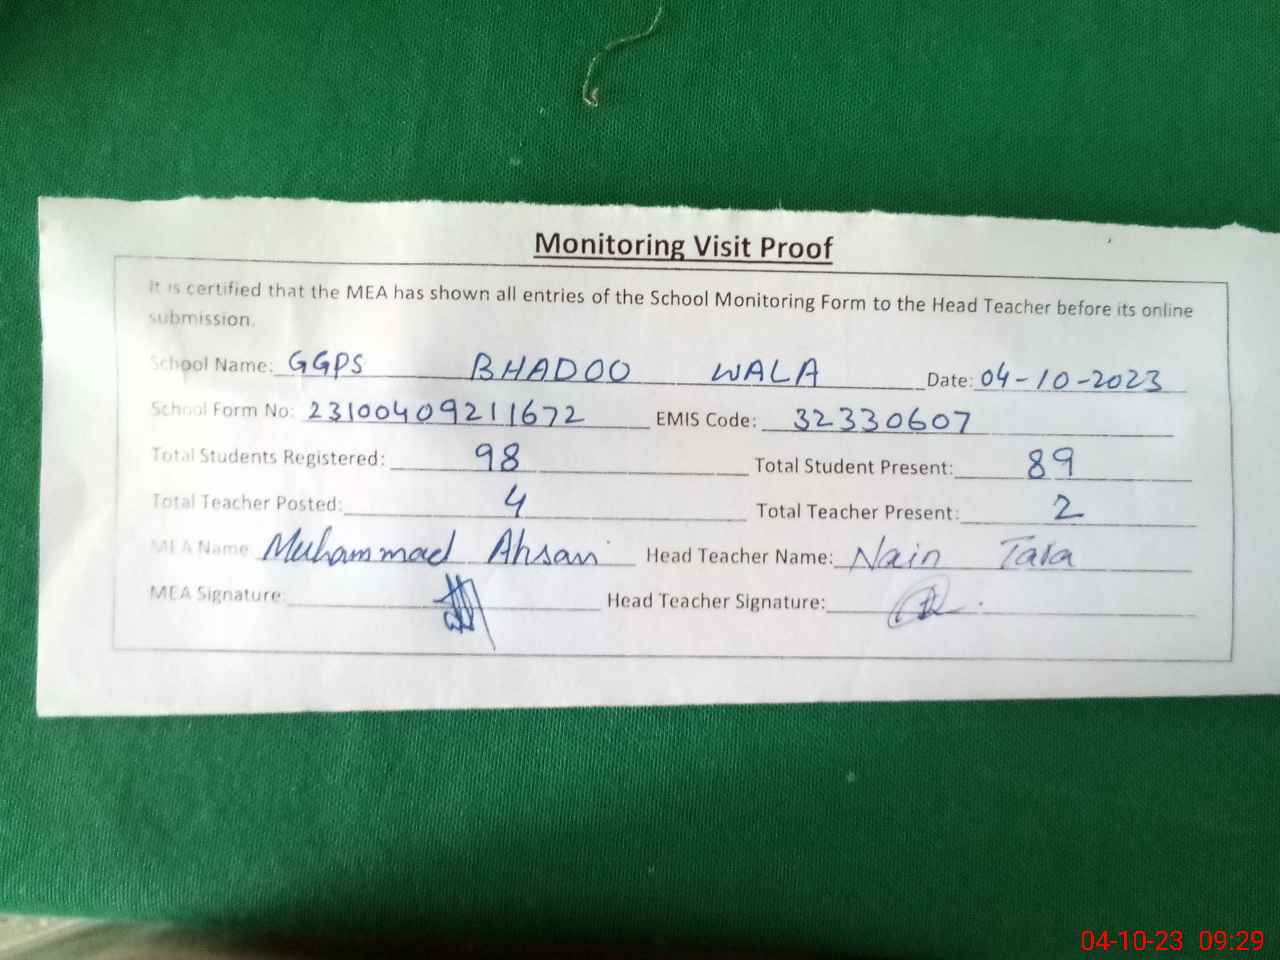 Monitoring Visit Proof
It is certified that the MEA has shown all entries of the School Monitoring Form to the Head Teacher before its online
submission.
School Name: GGPS BHADOO WALA Date: 04-10-2023
School Form No: 23100409211672 EMIS Code: 32330607
Total Students Registered: 98 Total Student Present: 89
Total Teacher Posted: 4 Total Teacher Present: 2
MEA Name Muhammad Ahsan Head Teacher Name: Nain Tara
MEA Signature: Head Teacher Signature:
04-10-23 09:29